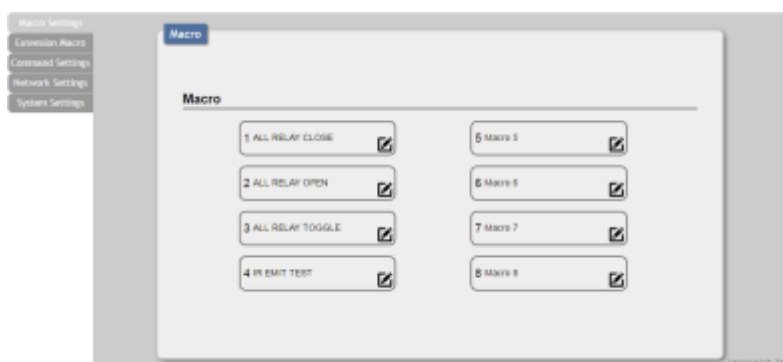 Macro Settings
Extension Macro
Command Settings
Network Settings
System Settings
Macro
Macro
1 ALL RELAY CLOSE
2 ALL RELAY OPEN
3 ALL RELAY TOGGLE
4 IR EMIT TEST
5 Macro 5
6 Macro 6
7 Macro 7
8 Macro 8